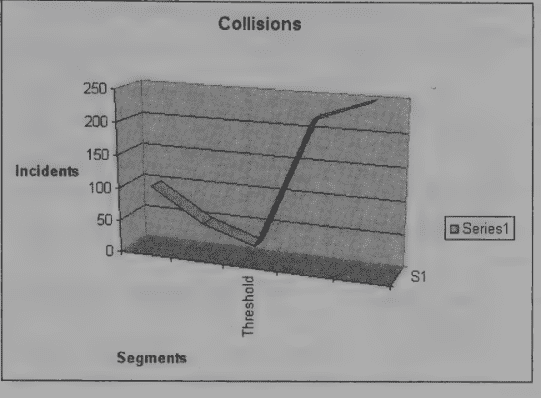 Collisions
250
200
150
Incidents
100
50
0
Series1
S1
Threshold
Segments